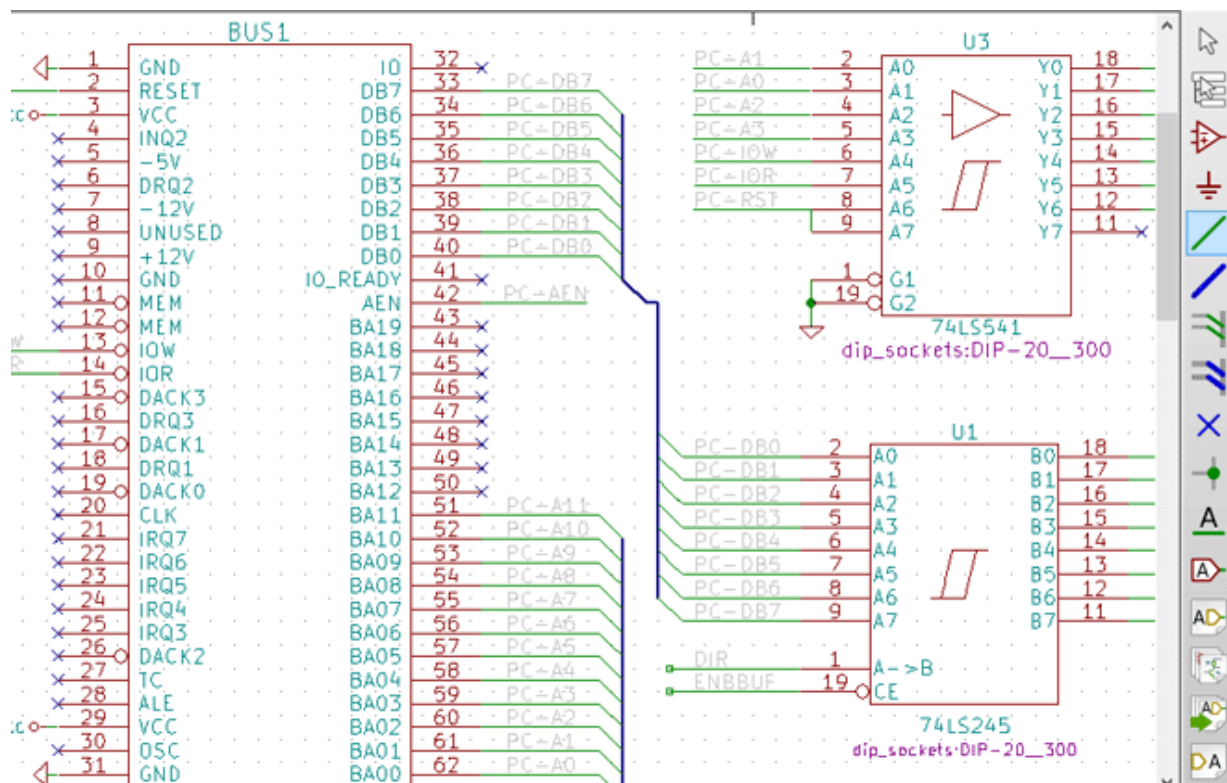 BUS1
1 GND IO 32
2 RESET DB7 33 PC-DB7
3 VCC DB6 34 PC-DB6
4 INQ2 DB5 35 PC-DB5
5 -5V DB4 36 PC-DB4
6 DRQ2 DB3 37 PC-DB3
7 -12V DB2 38 PC-DB2
8 UNUSED DB1 39 PC-DB1
9 +12V DB0 40 PC-DB0
10 GND IO_READY 41
11 MEM AEN 42 PC-AEN
12 MEM BA19 43
13 IOW BA18 44
14 IOR BA17 45
15 DACK3 BA16 46
16 DRQ3 BA15 47
17 DACK1 BA14 48
18 DRQ1 BA13 49
19 DACK0 BA12 50
20 CLK BA11 51 PC-A11
21 IRQ7 BA10 52 PC-A10
22 IRQ6 BA09 53 PC-A9
23 IRQ5 BA08 54 PC-A8
24 IRQ4 BA07 55 PC-A7
25 IRQ3 BA06 56 PC-A6
26 DACK2 BA05 57 PC-A5
27 TC BA04 58 PC-A4
28 ALE BA03 59 PC-A3
29 VCC BA02 60 PC-A2
30 OSC BA01 61 PC-A1
31 GND BA00 62 PC-A0
U3
PC-A1 2 A0 Y0 18
PC-A0 3 A1 Y1 17
PC-A2 4 A2 Y2 16
PC-A3 5 A3 Y3 15
PC-IOW 6 A4 Y4 14
PC-IOR 7 A5 Y5 13
PC-RST 8 A6 Y6 12
9 A7 Y7 11
1 G1
19 G2
74LS541
dip_sockets:DIP-20__300
U1
PC-DB0 2 A0 B0 18
PC-DB1 3 A1 B1 17
PC-DB2 4 A2 B2 16
PC-DB3 5 A3 B3 15
PC-DB4 6 A4 B4 14
PC-DB5 7 A5 B5 13
PC-DB6 8 A6 B6 12
PC-DB7 9 A7 B7 11
DIR 1 A->B
ENBBUF 19 CE
74LS245
dip_sockets:DIP-20__300
A
A
AD
AD
DA